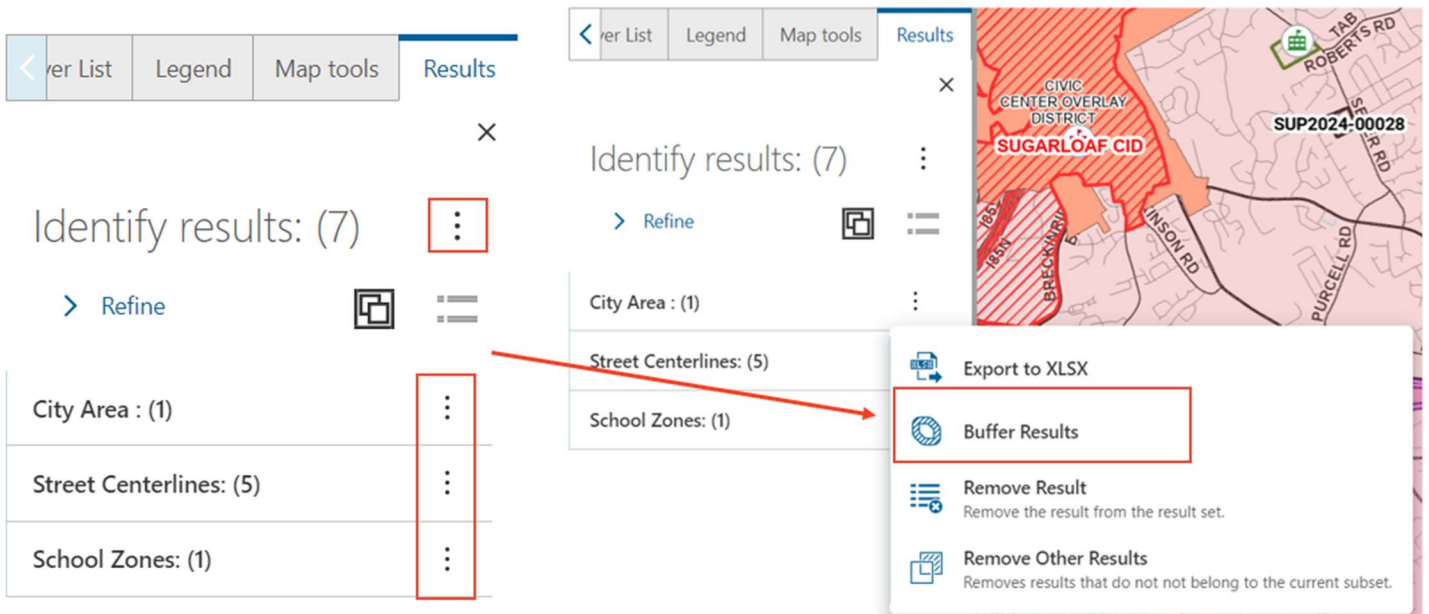 ver List
Legend
Map tools
Results
Identify results: (7)
Refine
City Area : (1)
Street Centerlines: (5)
School Zones: (1)
ver List
Legend
Map tools
Results
Identify results: (7)
Refine
City Area : (1)
Street Centerlines: (5)
School Zones: (1)
XLSX
Export to XLSX
Buffer Results
Remove Result
Remove the result from the result set.
Remove Other Results
Removes results that do not not belong to the current subset.
CIVIC
CENTER OVERLAY
DISTRICT
SUGARLOAF CID
TAB
ROBERTS RD
SUP2024-00028
PURCELL RD
I85N